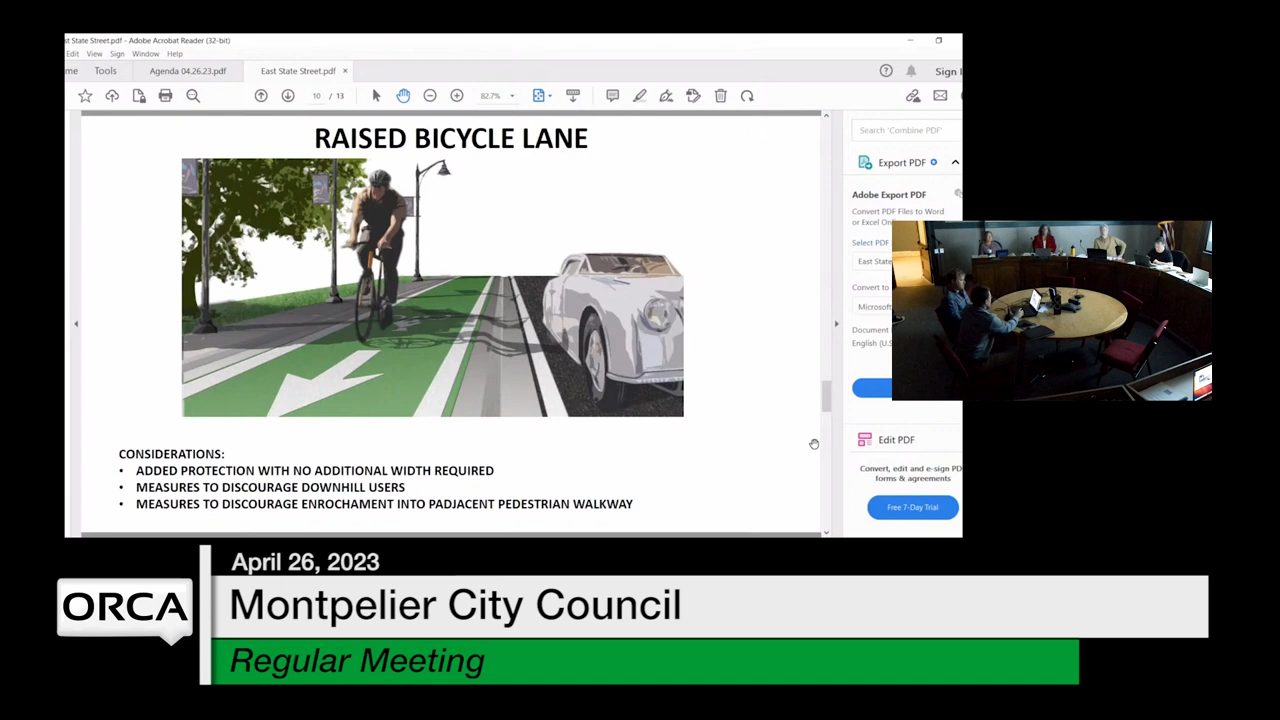 st State Street.pdf - Adobe Acrobat Reader (32-bit)
Edit View Sign Window Help
me Tools Agenda 04.26.23.pdf East State Street.pdf × Sign I
10 / 13 82.7%
RAISED BICYCLE LANE
CONSIDERATIONS:
• ADDED PROTECTION WITH NO ADDITIONAL WIDTH REQUIRED
• MEASURES TO DISCOURAGE DOWNHILL USERS
• MEASURES TO DISCOURAGE ENROCHAMENT INTO PADJACENT PEDESTRIAN WALKWAY
Search 'Combine PDF'
Export PDF
Adobe Export PDF
Convert PDF Files to Word
or Excel Onl
Select PDF
East State
Convert to
Microsof
Document
English (U.S
Edit PDF
Convert, edit and e-sign PD
forms & agreements
Free 7-Day Trial
April 26, 2023
ORCA
Montpelier City Council
Regular Meeting